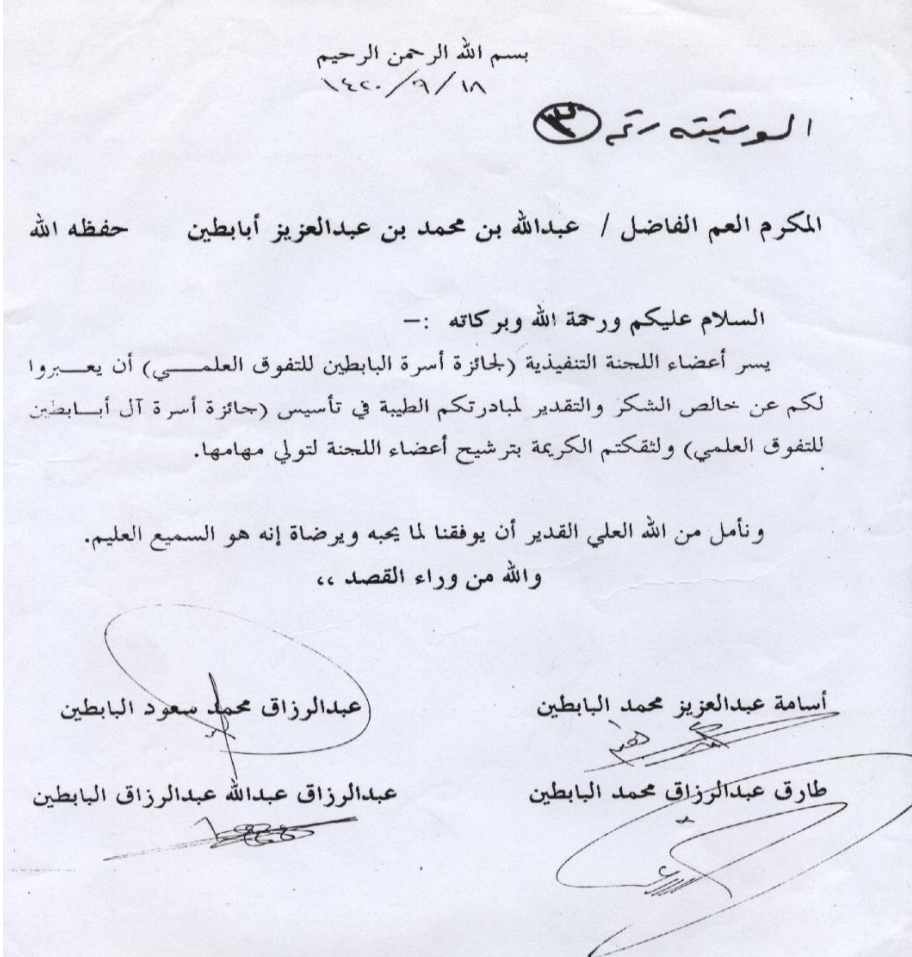 بسم الله الرحمن الرحيم
١٤٢٠/٩/١٨
الوثيقة رقم ٣
المكرم العم الفاضل / عبدالله بن محمد بن عبدالعزيز أبابطين حفظه الله
السلام عليكم ورحمة الله وبركاته :-
يسر أعضاء اللجنة التنفيذية (لجائزة أسرة البابطين للتفوق العلمي) أن يعبروا
لكم عن خالص الشكر والتقدير لمبادرتكم الطيبة في تأسيس (جائزة أسرة آل أبابطين
للتفوق العلمي) ولثقكتم الكريمة بترشيح أعضاء اللجنة لتولي مهامها.
ونأمل من الله العلي القدير أن يوفقنا لما يحبه ويرضاة إنه هو السميع العليم.
والله من وراء القصد ،،
أسامة عبدالعزيز محمد البابطين عبدالرزاق محمد سعود البابطين
طارق عبدالرزاق محمد البابطين عبدالرزاق عبدالله عبدالرزاق البابطين